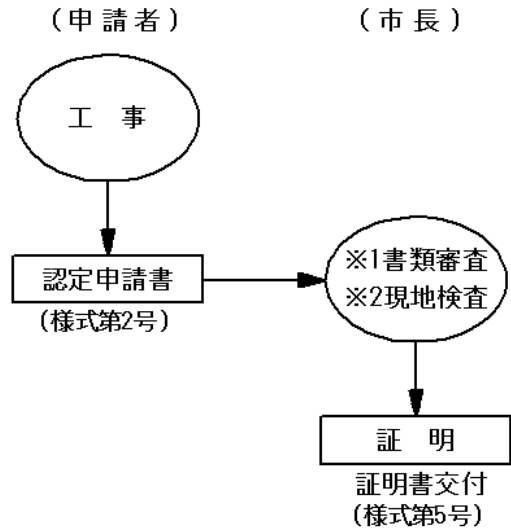 (申請者)
(市長)
工 事
認定申請書
(様式第2号)
※1書類審査
※2現地検査
証 明
証明書交付
(様式第5号)